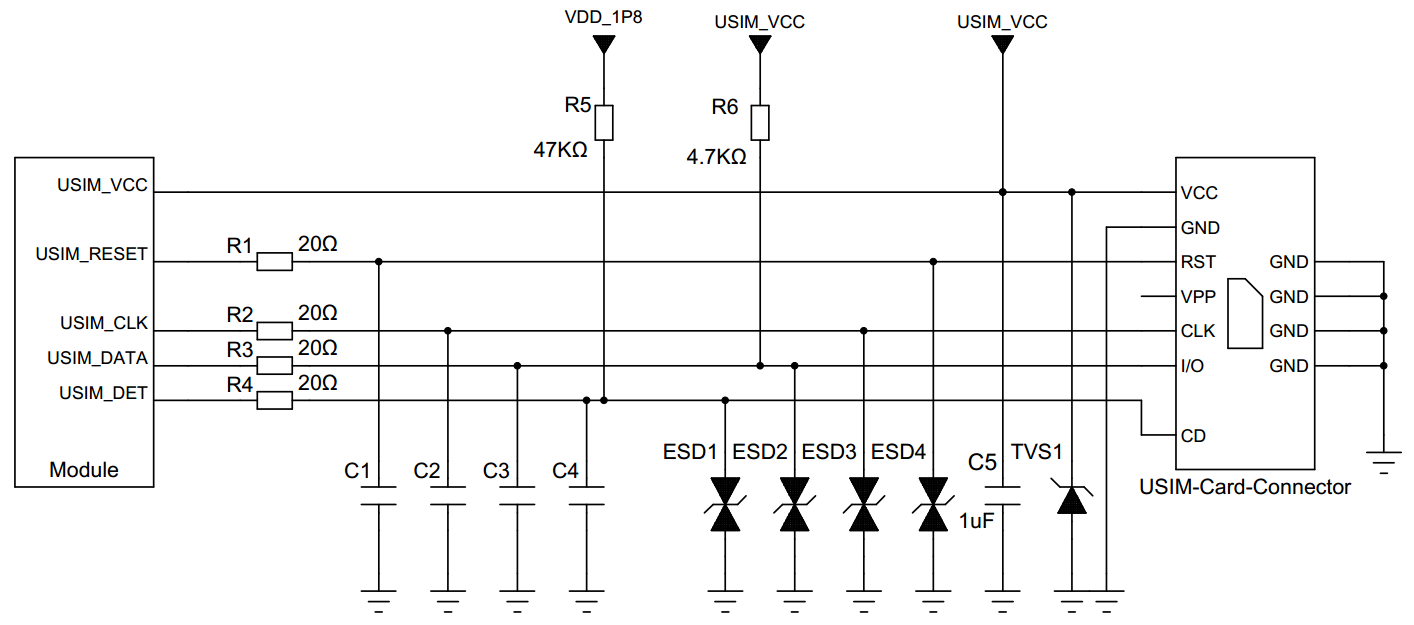 VDD_1P8
USIM_VCC
USIM_VCC
R5
R6
47KΩ
4.7KΩ
USIM_VCC
VCC
GND
USIM_RESET
R1
20Ω
RST
GND
VPP
GND
USIM_CLK
R2
20Ω
CLK
GND
USIM_DATA
R3
20Ω
I/O
GND
USIM_DET
R4
20Ω
CD
Module
C1
C2
C3
C4
ESD1
ESD2
ESD3
ESD4
C5
TVS1
1uF
USIM-Card-Connector